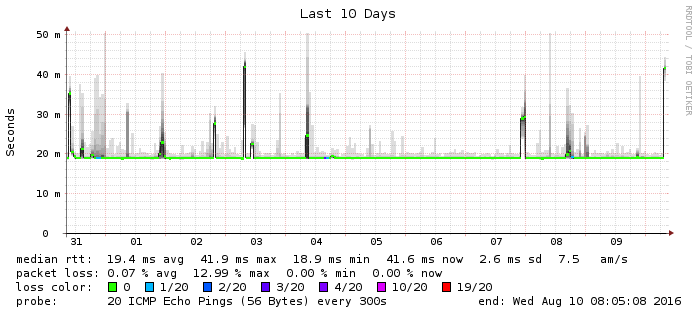 Last 10 Days
RRDTOOL / TOBI OETIKER
Seconds
50 m
40 m
30 m
20 m
10 m
0
31 01 02 03 04 05 06 07 08 09
median rtt: 19.4 ms avg 41.9 ms max 18.9 ms min 41.6 ms now 2.6 ms sd 7.5 am/s
packet loss: 0.07 % avg 12.99 % max 0.00 % min 0.00 % now
loss color: 0 1/20 2/20 3/20 4/20 10/20 19/20
probe: 20 ICMP Echo Pings (56 Bytes) every 300s end: Wed Aug 10 08:05:08 2016